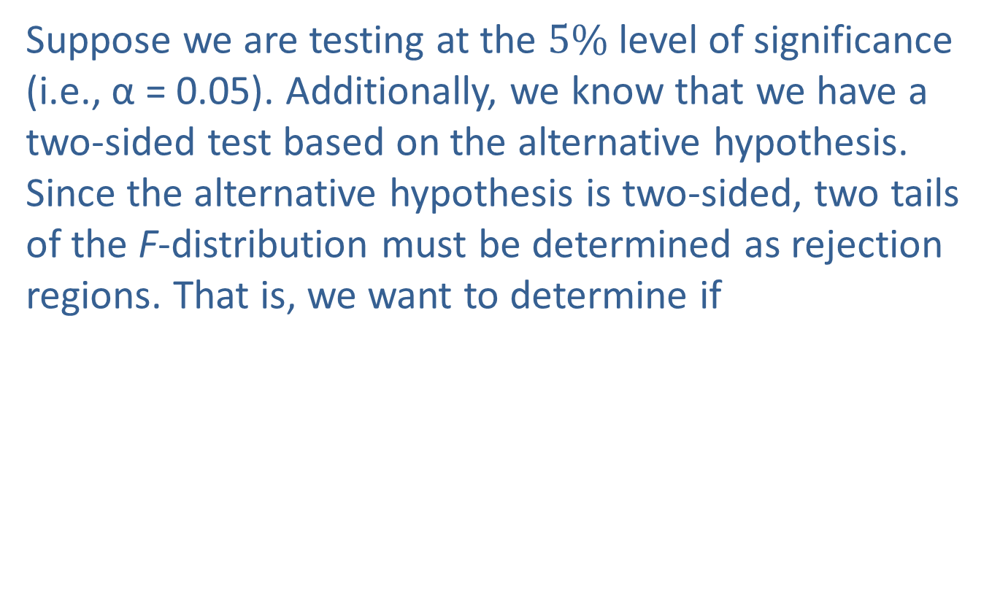 Suppose we are testing at the 5% level of significance
(i.e., α = 0.05). Additionally, we know that we have a
two-sided test based on the alternative hypothesis.
Since the alternative hypothesis is two-sided, two tails
of the F-distribution must be determined as rejection
regions. That is, we want to determine if